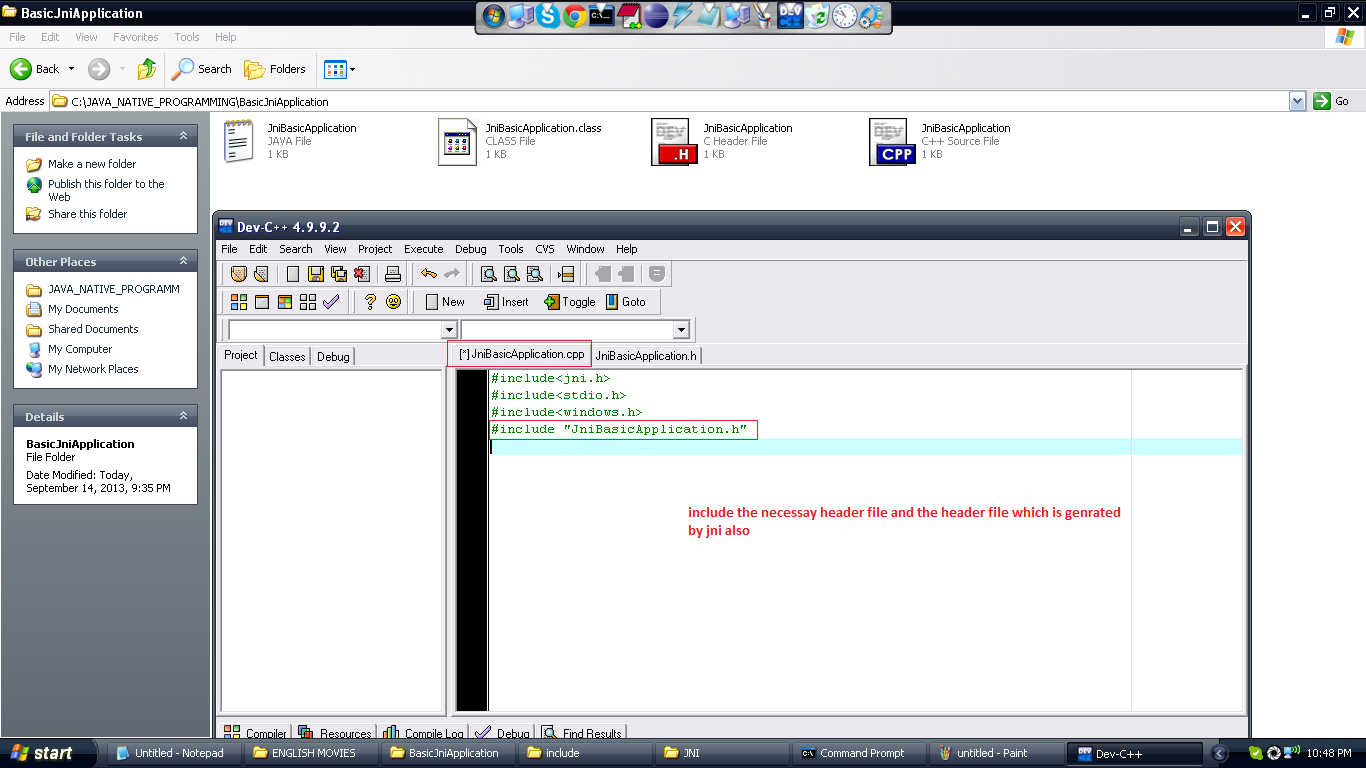 BasicJniApplication
File Edit View Favorites Tools Help
Back Search Folders
Address C:\JAVA_NATIVE_PROGRAMMING\BasicJniApplication Go
File and Folder Tasks
Make a new folder
Publish this folder to the
Web
Share this folder
Other Places
JAVA_NATIVE_PROGRAMM
My Documents
Shared Documents
My Computer
My Network Places
Details
BasicJniApplication
File Folder
Date Modified: Today,
September 14, 2013, 9:35 PM
JniBasicApplication
JAVA File
1 KB
JniBasicApplication.class
CLASS File
1 KB
DEV
.H
JniBasicApplication
C Header File
1 KB
DEV
CPP
JniBasicApplication
C++ Source File
1 KB
Dev-C++ 4.9.9.2
File Edit Search View Project Execute Debug Tools CVS Window Help
New Insert Toggle Goto
Project Classes Debug
[*] JniBasicApplication.cpp JniBasicApplication.h
#include<jni.h>
#include<stdio.h>
#include<windows.h>
#include "JniBasicApplication.h"
include the necessay header file and the header file which is genrated
by jni also
Compiler Resources Compile Log Debug Find Results
start Untitled - Notepad ENGLISH MOVIES BasicJniApplication include JNI Command Prompt untitled - Paint Dev-C++ 10:48 PM